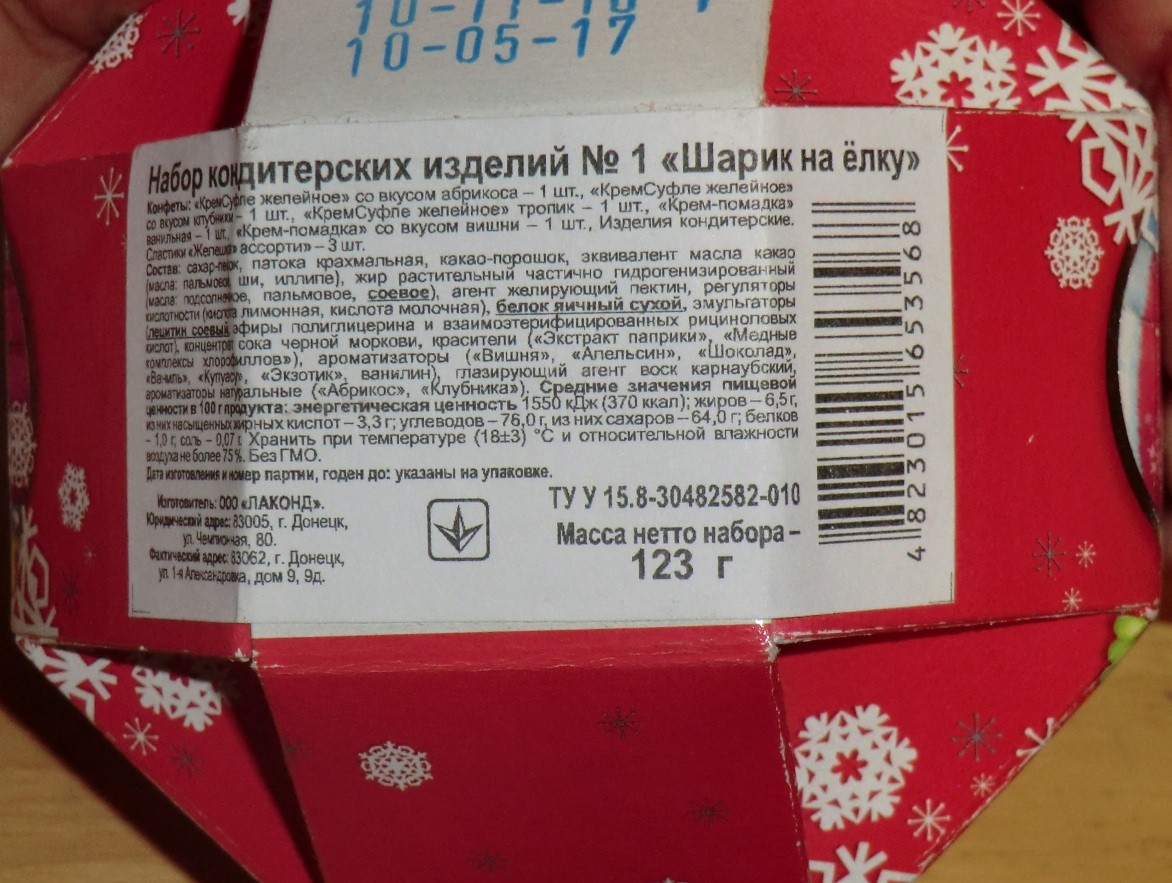 10-05-17
Набор кондитерских изделий № 1 «Шарик на ёлку»
Конфеты: «КремСуфле желейное» со вкусом абрикоса – 1 шт., «КремСуфле желейное»
со вкусом клубники – 1 шт., «КремСуфле желейное» тропик – 1 шт., «Крем-помадка»
ванильная – 1 шт., «Крем-помадка» со вкусом вишни – 1 шт., Изделия кондитерские.
Сластики «Желешка ассорти» – 3 шт.
Состав: сахар-песок, патока крахмальная, какао-порошок, эквивалент масла какао
(масла: пальмовое, ши, иллипе), жир растительный частично гидрогенизированный
(масла: подсолнечное, пальмовое, соевое), агент желирующий пектин, регуляторы
кислотности (кислота лимонная, кислота молочная), белок яичный сухой, эмульгаторы
(лецитин соевый, эфиры полиглицерина и взаимоэтерифицированных рициноловых
кислот), концентрат сока черной моркови, красители («Экстракт паприки», «Медные
комплексы хлорофиллов»), ароматизаторы («Вишня», «Апельсин», «Шоколад»,
«Ваниль», «Купуасу», «Экзотик», ванилин), глазирующий агент воск карнаубский,
ароматизаторы натуральные («Абрикос», «Клубника»). Средние значения пищевой
ценности в 100 г продукта: энергетическая ценность 1550 кДж (370 ккал); жиров – 6,5 г,
из них насыщенных жирных кислот – 3,3 г; углеводов – 76,0 г, из них сахаров – 64,0 г; белков
– 1,0 г; соль – 0,07 г. Хранить при температуре (18±3) °С и относительной влажности
воздуха не более 75%. Без ГМО.
Дата изготовления и номер партии, годен до: указаны на упаковке.
Изготовитель: ООО «ЛАКОНД».
Юридический адрес: 83005, г. Донецк,
ул. Чемпионная, 80.
Фактический адрес: 83062, г. Донецк,
ул. 1-я Александровка, дом 9, 9д.
ТУ У 15.8-30482582-010
Масса нетто набора –
123 г
4 823015 653568